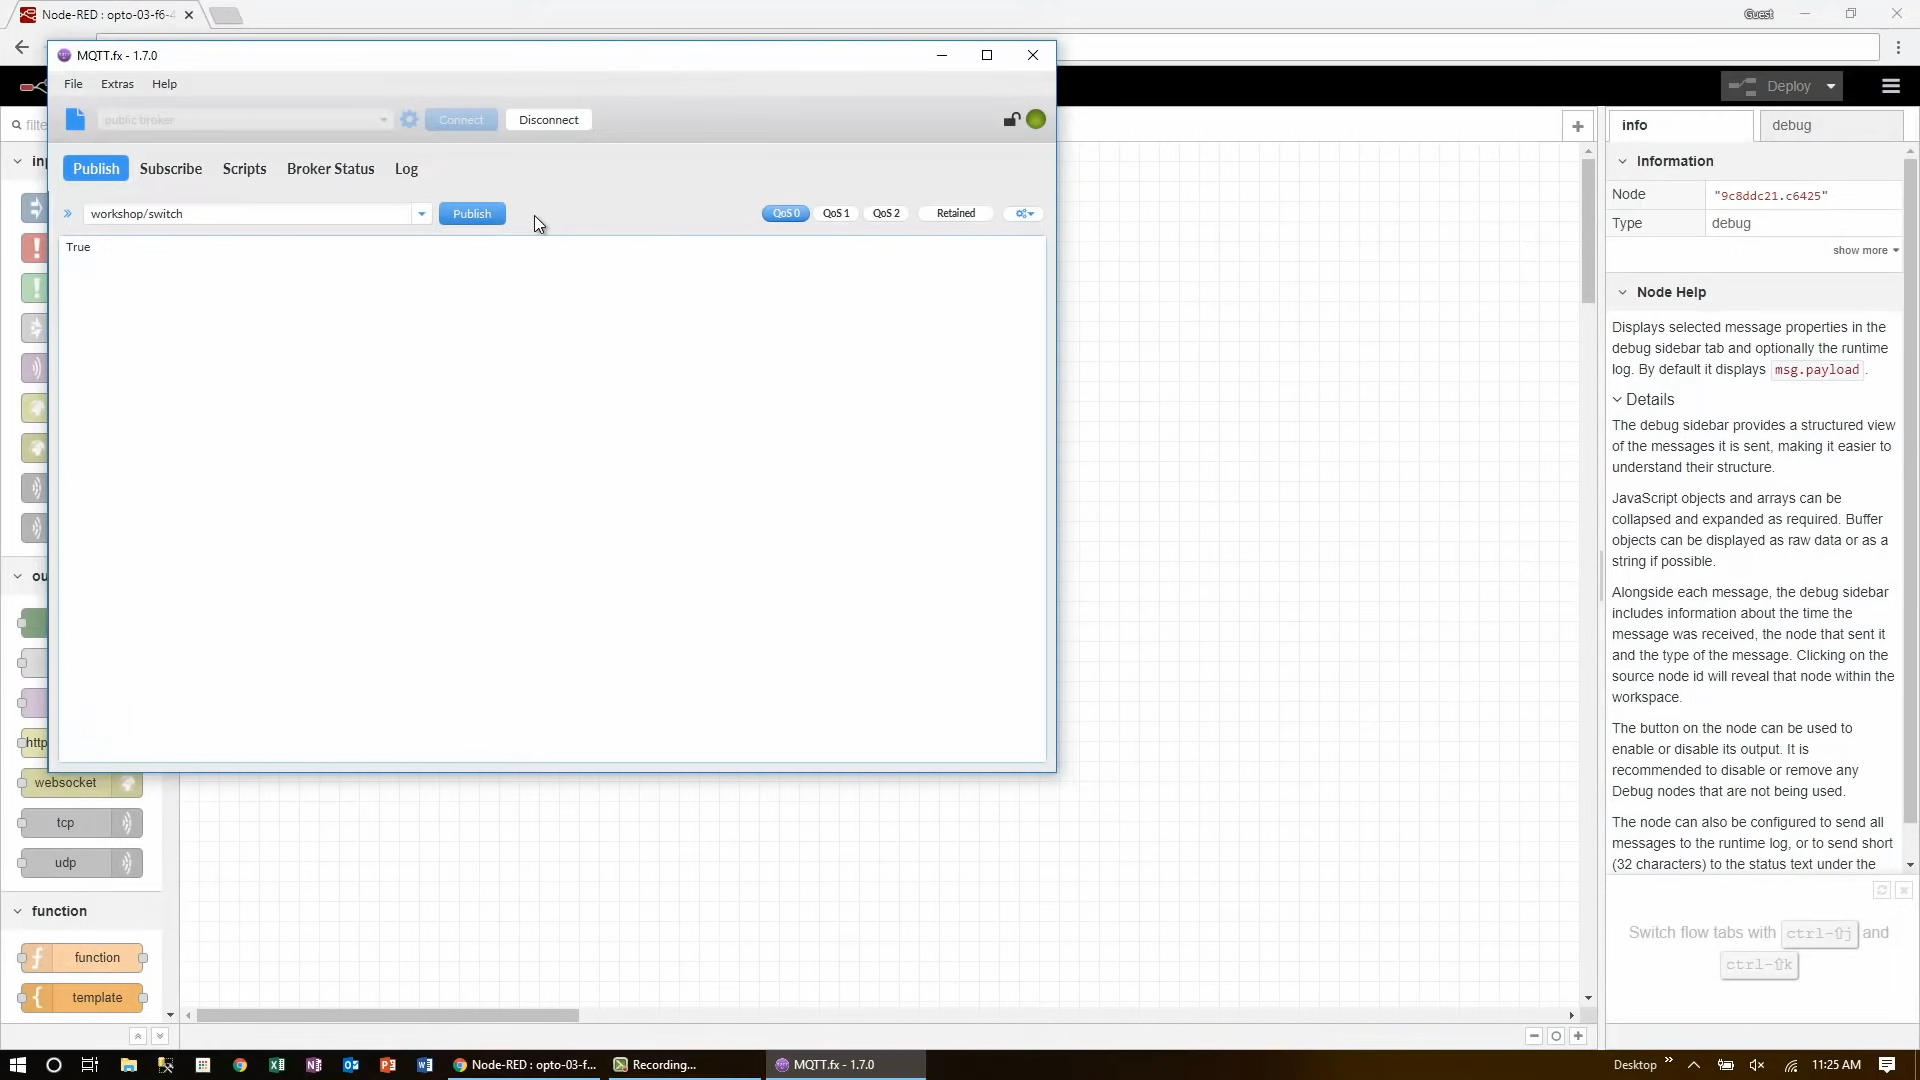 Node-RED : opto-03-f6-4
Guest
MQTT.fx - 1.7.0
File Extras Help
public broker
Connect
Disconnect
Deploy
filte
Publish
Subscribe
Scripts
Broker Status
Log
workshop/switch
Publish
QoS 0
QoS 1
QoS 2
Retained
True
inp
ou
http
websocket
tcp
udp
function
function
template
info
debug
Information
Node "9c8ddc21.c6425"
Type debug
show more
Node Help
Displays selected message properties in the
debug sidebar tab and optionally the runtime
log. By default it displays msg.payload .
Details
The debug sidebar provides a structured view
of the messages it is sent, making it easier to
understand their structure.
JavaScript objects and arrays can be
collapsed and expanded as required. Buffer
objects can be displayed as raw data or as a
string if possible.
Alongside each message, the debug sidebar
includes information about the time the
message was received, the node that sent it
and the type of the message. Clicking on the
source node id will reveal that node within the
workspace.
The button on the node can be used to
enable or disable its output. It is
recommended to disable or remove any
Debug nodes that are not being used.
The node can also be configured to send all
messages to the runtime log, or to send short
(32 characters) to the status text under the
Switch flow tabs with ctrl-⇧j and
ctrl-⇧k
Node-RED : opto-03-f...
Recording...
MQTT.fx - 1.7.0
Desktop
11:25 AM